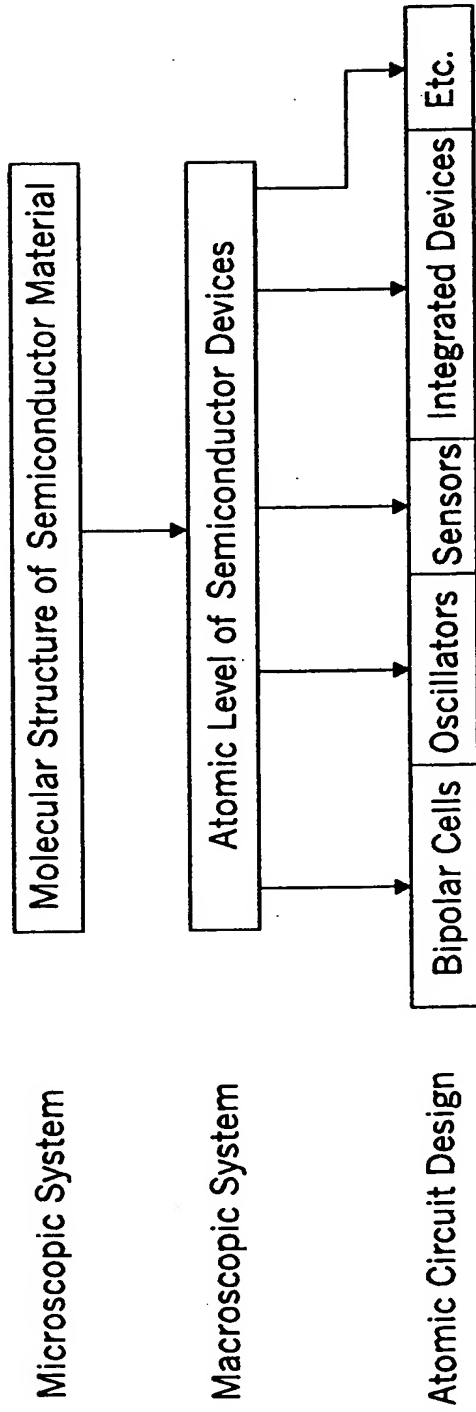 Microscopic System
Molecular Structure of Semiconductor Material
Macroscopic System
Atomic Level of Semiconductor Devices
Atomic Circuit Design
Bipolar Cells Oscillators Sensors Integrated Devices Etc.